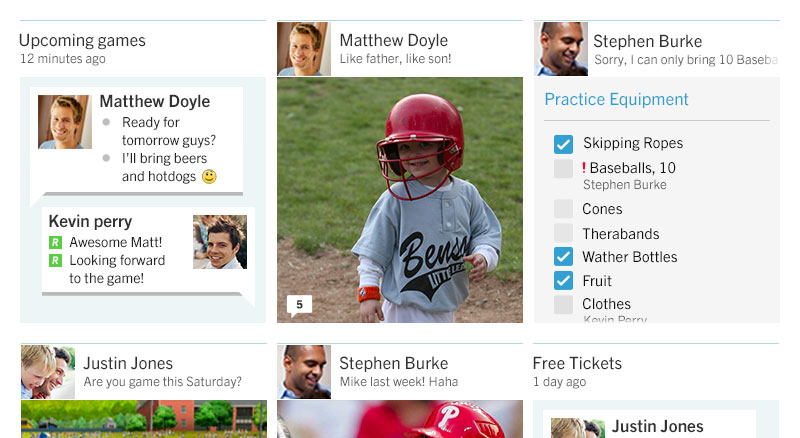 Upcoming games
12 minutes ago
Matthew Doyle
Ready for
tomorrow guys?
I'll bring beers
and hotdogs
Kevin perry
R Awesome Matt!
R Looking forward
to the game!
Matthew Doyle
Like father, like son!
Bens
LITTLE LEA
5
Stephen Burke
Sorry, I can only bring 10 Baseba
Practice Equipment
Skipping Ropes
! Baseballs, 10
Stephen Burke
Cones
Therabands
Wather Bottles
Fruit
Clothes
Kevin Perry
Justin Jones
Are you game this Saturday?
Stephen Burke
Mike last week! Haha
P
Free Tickets
1 day ago
Justin Jones